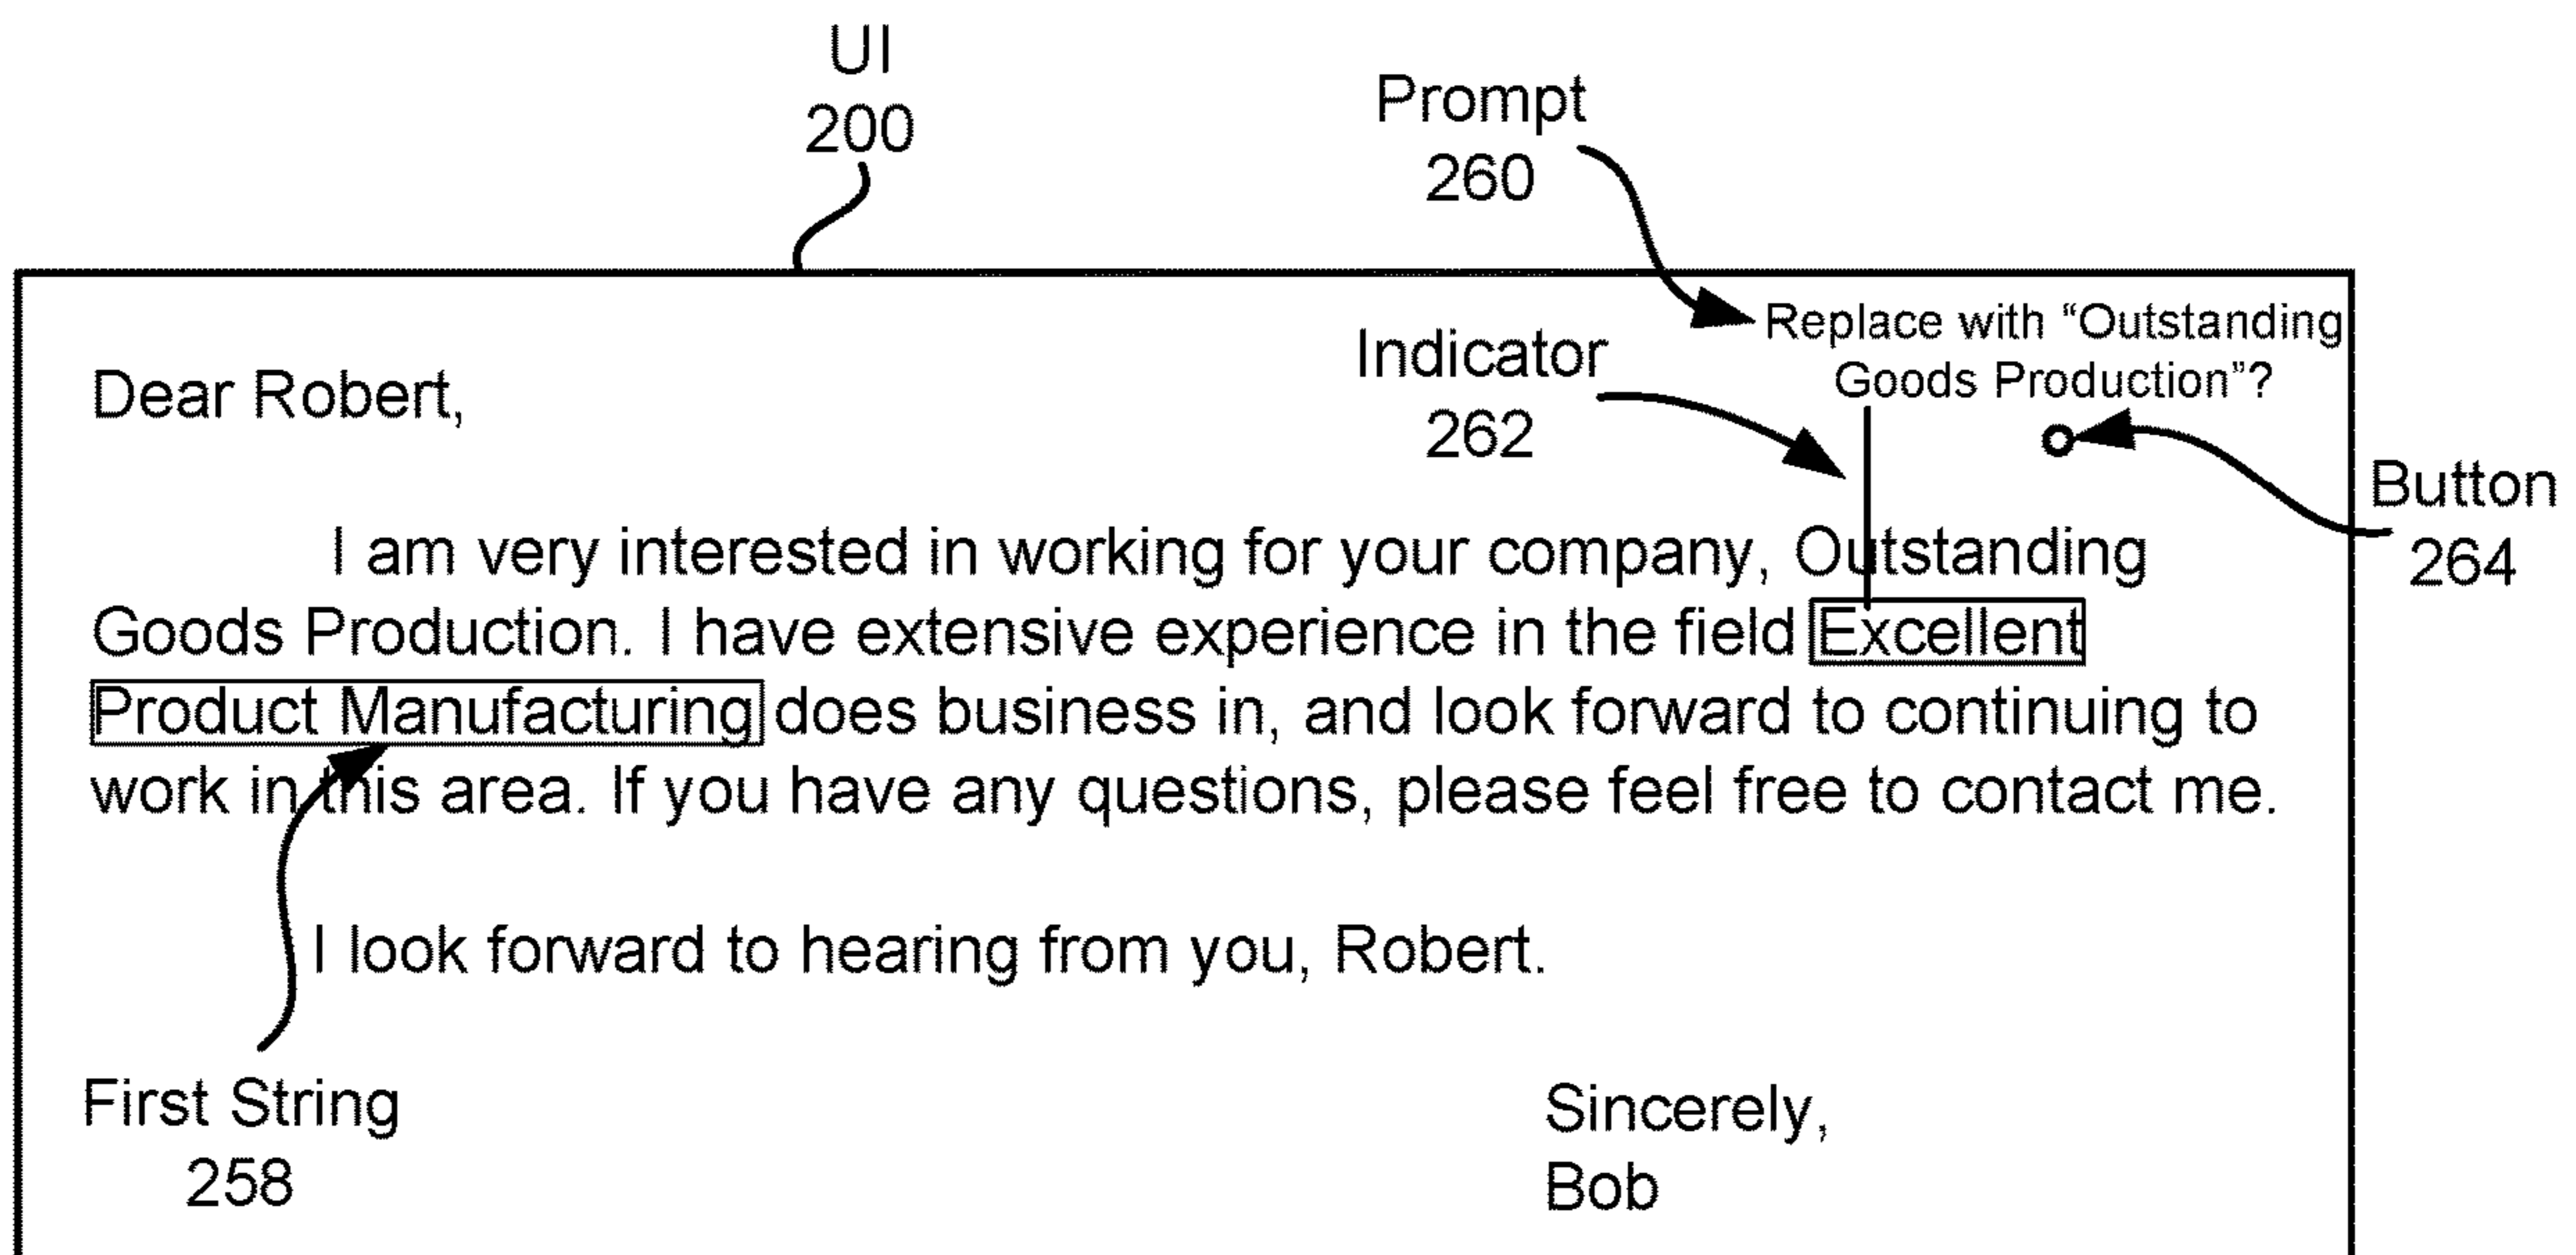 UI
200
Prompt
260
Replace with “Outstanding
Goods Production”?
Indicator
262
Button
264
Dear Robert,
I am very interested in working for your company, Outstanding
Goods Production. I have extensive experience in the field Excellent
Product Manufacturing does business in, and look forward to continuing to
work in this area. If you have any questions, please feel free to contact me.
I look forward to hearing from you, Robert.
First String
258
Sincerely,
Bob